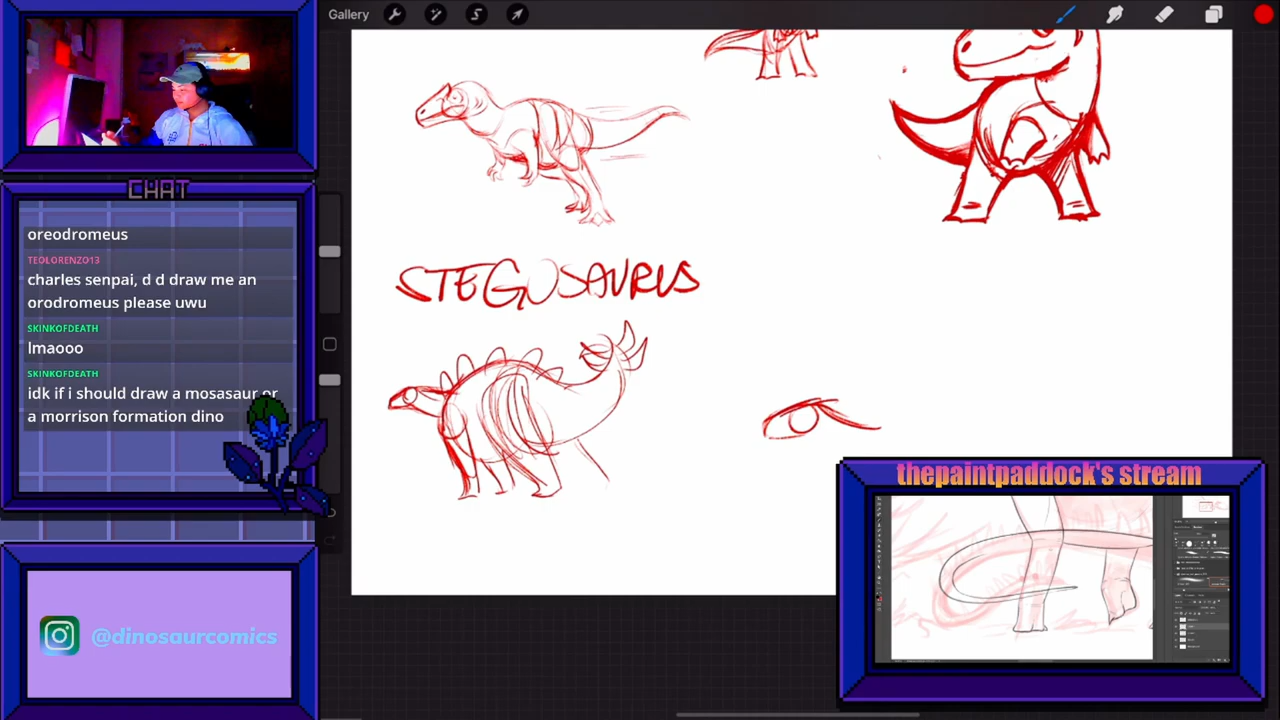 Gallery
CHAT
oreodromeus
TEOLORENZO13
charles senpai, d d draw me an
orodromeus please uwu
SKINKOFDEATH
lmaooo
SKINKOFDEATH
idk if i should draw a mosasaur or
a morrison formation dino
@dinosaurcomics
STEGOSAURUS
thepaintpaddock's stream